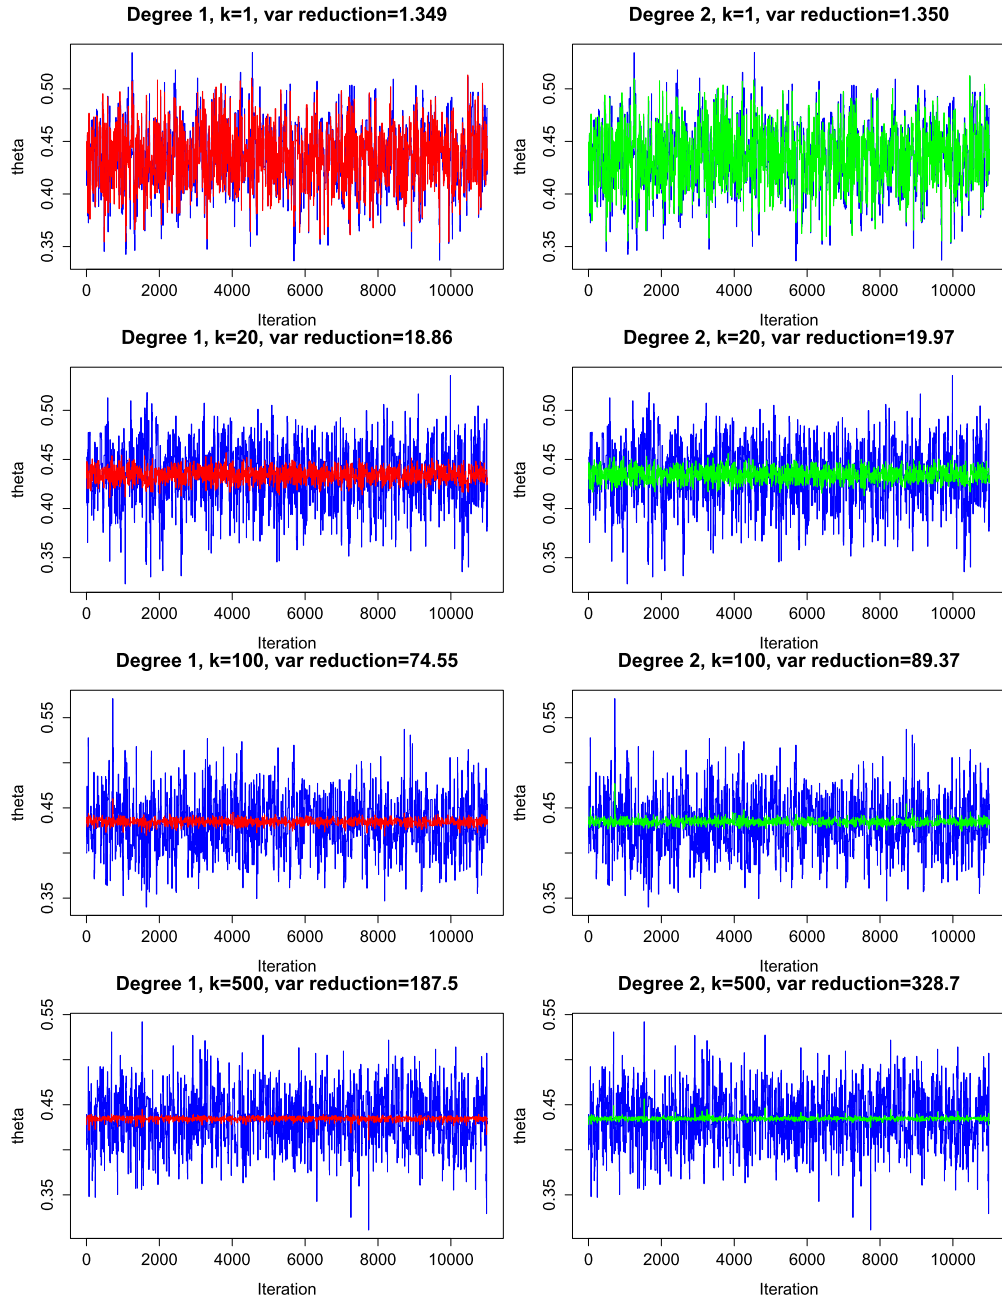 Degree 1, k=1, var reduction=1.349
theta
0.35 0.40 0.45 0.50
0 2000 4000 6000 8000 10000
Iteration
Degree 2, k=1, var reduction=1.350
theta
0.35 0.40 0.45 0.50
0 2000 4000 6000 8000 10000
Iteration
Degree 1, k=20, var reduction=18.86
theta
0.35 0.40 0.45 0.50
0 2000 4000 6000 8000 10000
Iteration
Degree 2, k=20, var reduction=19.97
theta
0.35 0.40 0.45 0.50
0 2000 4000 6000 8000 10000
Iteration
Degree 1, k=100, var reduction=74.55
theta
0.35 0.45 0.55
0 2000 4000 6000 8000 10000
Iteration
Degree 2, k=100, var reduction=89.37
theta
0.35 0.45 0.55
0 2000 4000 6000 8000 10000
Iteration
Degree 1, k=500, var reduction=187.5
theta
0.35 0.45 0.55
0 2000 4000 6000 8000 10000
Iteration
Degree 2, k=500, var reduction=328.7
theta
0.35 0.45 0.55
0 2000 4000 6000 8000 10000
Iteration